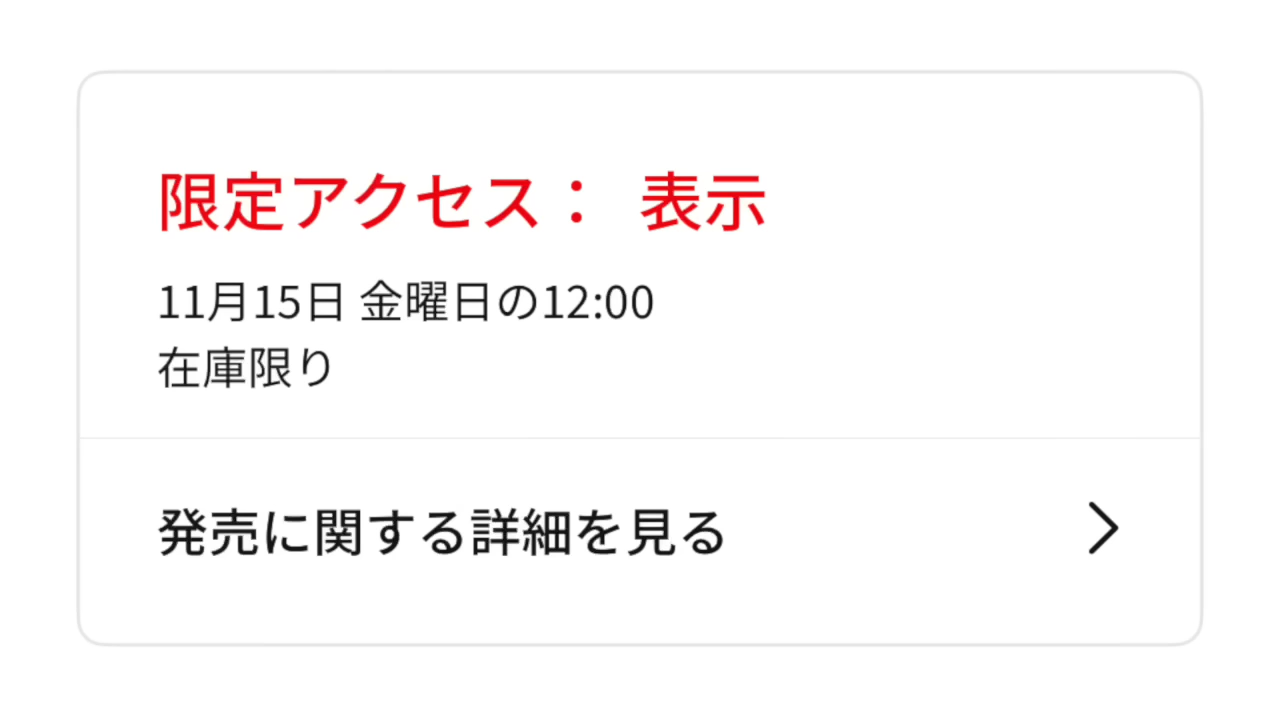 限定アクセス： 表示
11月15日 金曜日の12:00
在庫限り
発売に関する詳細を見る